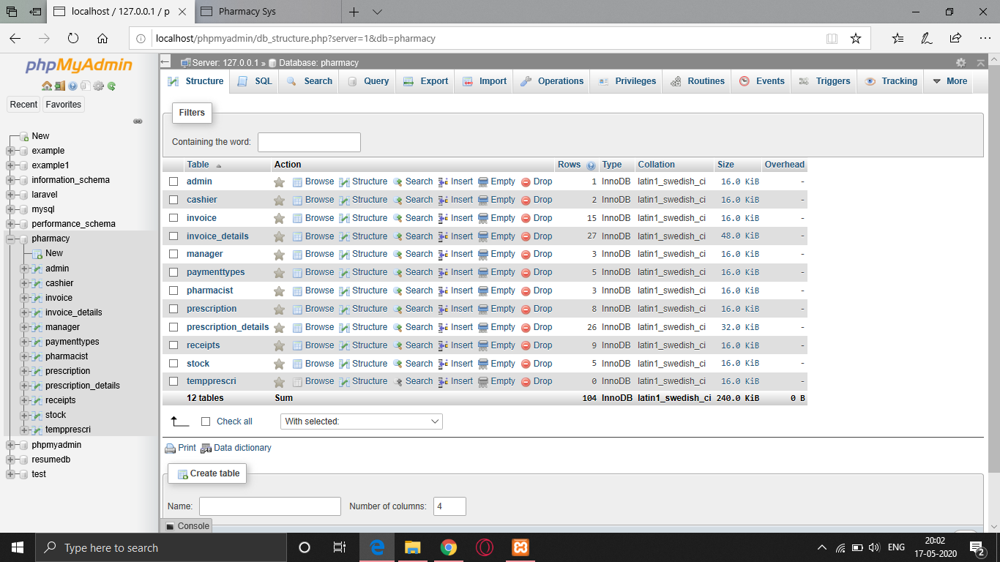 localhost / 127.0.0.1 / p
Pharmacy Sys
localhost/phpmyadmin/db_structure.php?server=1&db=pharmacy
phpMyAdmin
Recent Favorites
New
example
example1
information_schema
laravel
mysql
performance_schema
pharmacy
New
admin
cashier
invoice
invoice_details
manager
paymenttypes
pharmacist
prescription
prescription_details
receipts
stock
tempprescri
phpmyadmin
resumedb
test
Server: 127.0.0.1 » Database: pharmacy
Structure SQL Search Query Export Import Operations Privileges Routines Events Triggers Tracking More
Filters
Containing the word:
Table Action Rows Type Collation Size Overhead
admin Browse Structure Search Insert Empty Drop 1 InnoDB latin1_swedish_ci 16.0 KiB -
cashier Browse Structure Search Insert Empty Drop 2 InnoDB latin1_swedish_ci 16.0 KiB -
invoice Browse Structure Search Insert Empty Drop 15 InnoDB latin1_swedish_ci 16.0 KiB -
invoice_details Browse Structure Search Insert Empty Drop 27 InnoDB latin1_swedish_ci 48.0 KiB -
manager Browse Structure Search Insert Empty Drop 3 InnoDB latin1_swedish_ci 16.0 KiB -
paymenttypes Browse Structure Search Insert Empty Drop 5 InnoDB latin1_swedish_ci 16.0 KiB -
pharmacist Browse Structure Search Insert Empty Drop 3 InnoDB latin1_swedish_ci 16.0 KiB -
prescription Browse Structure Search Insert Empty Drop 8 InnoDB latin1_swedish_ci 16.0 KiB -
prescription_details Browse Structure Search Insert Empty Drop 26 InnoDB latin1_swedish_ci 32.0 KiB -
receipts Browse Structure Search Insert Empty Drop 9 InnoDB latin1_swedish_ci 16.0 KiB -
stock Browse Structure Search Insert Empty Drop 5 InnoDB latin1_swedish_ci 16.0 KiB -
tempprescri Browse Structure Search Insert Empty Drop 0 InnoDB latin1_swedish_ci 16.0 KiB -
12 tables Sum 104 InnoDB latin1_swedish_ci 240.0 KiB 0 B
Check all With selected:
Print Data dictionary
Create table
Name: Number of columns: 4
Console
Type here to search
ENG
20:02
17-05-2020
2